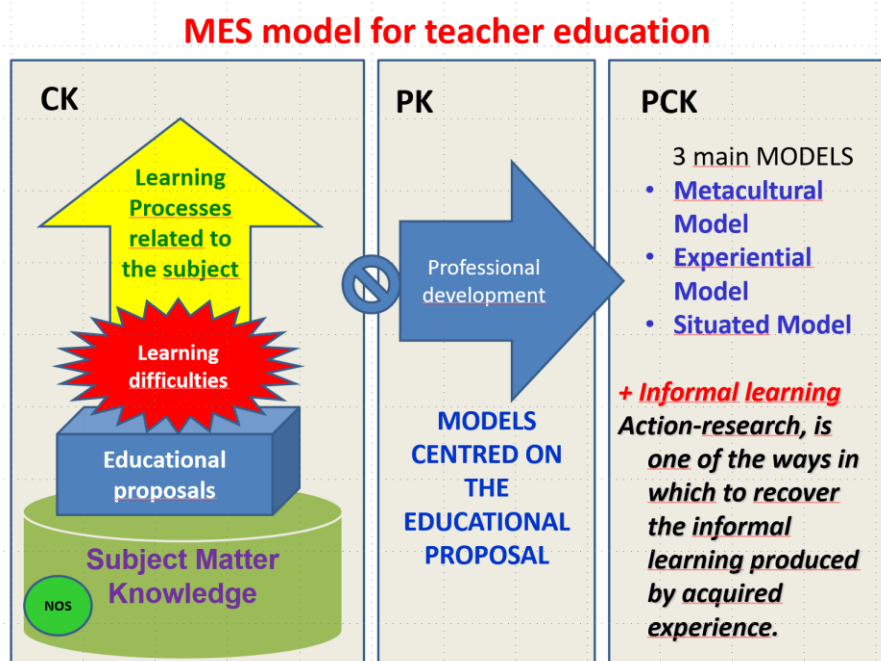 MES model for teacher education
CK
Learning
Processes
related to
the subject
Learning
difficulties
Educational
proposals
Subject Matter
Knowledge
NOS
PK
Professional
development
MODELS
CENTRED ON
THE
EDUCATIONAL
PROPOSAL
PCK
3 main MODELS
• Metacultural
Model
• Experiential
Model
• Situated Model
+ Informal learning
Action-research, is
one of the ways in
which to recover
the informal
learning produced
by acquired
experience.